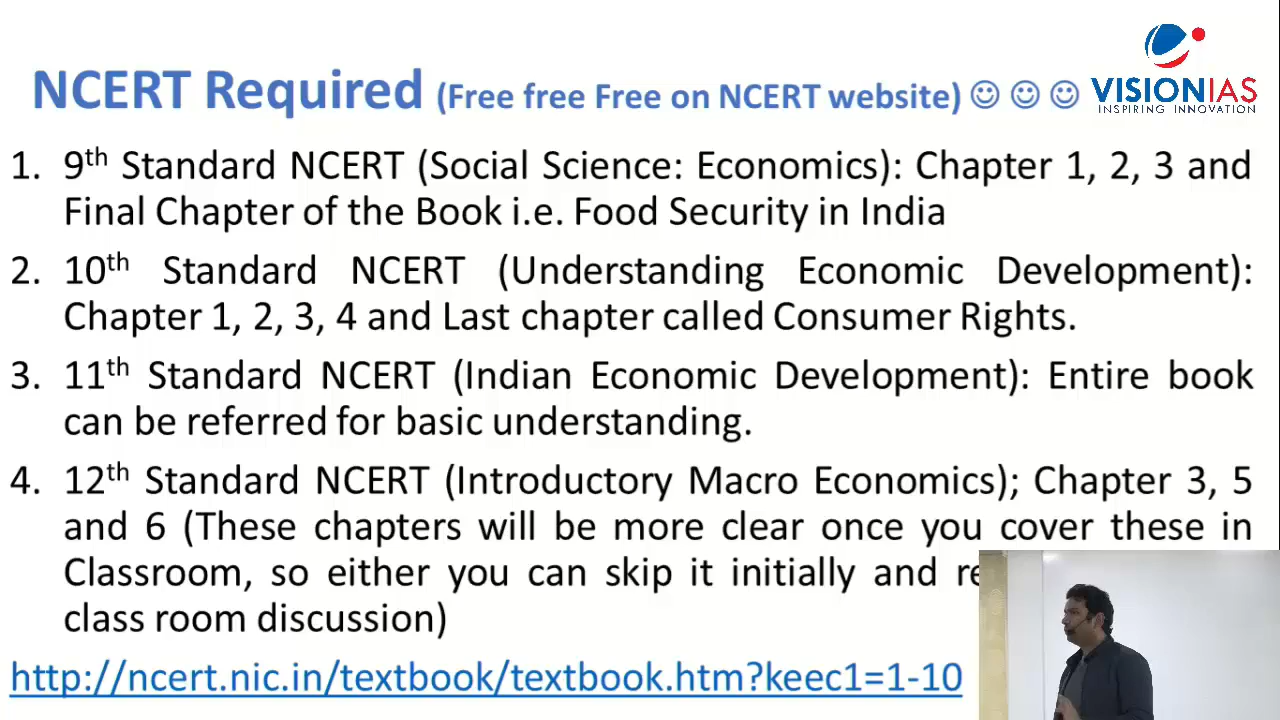 NCERT Required (Free free Free on NCERT website) ☺ ☺ ☺
VISIONIAS
INSPIRING INNOVATION
1. 9th Standard NCERT (Social Science: Economics): Chapter 1, 2, 3 and
Final Chapter of the Book i.e. Food Security in India
2. 10th Standard NCERT (Understanding Economic Development):
Chapter 1, 2, 3, 4 and Last chapter called Consumer Rights.
3. 11th Standard NCERT (Indian Economic Development): Entire book
can be referred for basic understanding.
4. 12th Standard NCERT (Introductory Macro Economics); Chapter 3, 5
and 6 (These chapters will be more clear once you cover these in
Classroom, so either you can skip it initially and
class room discussion)
http://ncert.nic.in/textbook/textbook.htm?keec1=1-10